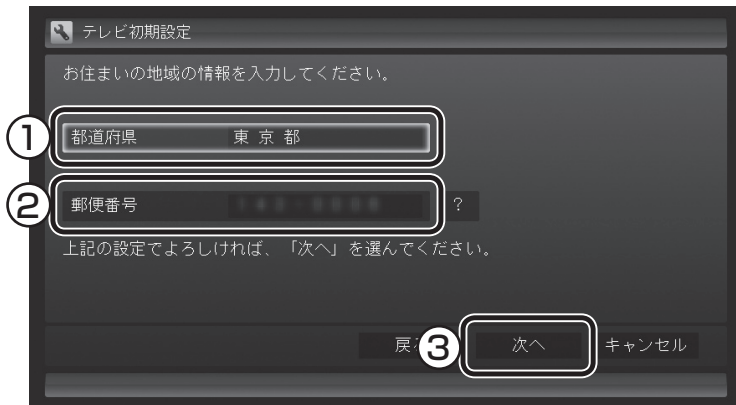 テレビ初期設定
お住まいの地域の情報を入力してください。
① 都道府県 東京都
② 郵便番号 ?
上記の設定でよろしければ、「次へ」を選んでください。
③ 次へ キャンセル